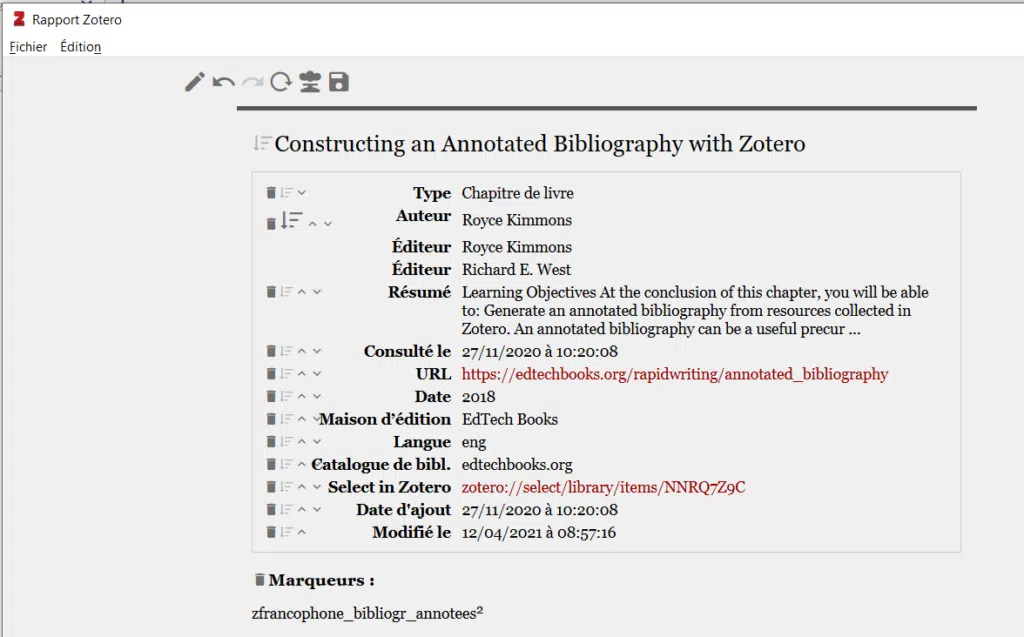 Rapport Zotero
Fichier Édition
Constructing an Annotated Bibliography with Zotero
Type Chapitre de livre
Auteur Royce Kimmons
Éditeur Royce Kimmons
Éditeur Richard E. West
Résumé Learning Objectives At the conclusion of this chapter, you will be able
to: Generate an annotated bibliography from resources collected in
Zotero. An annotated bibliography can be a useful precur ...
Consulté le 27/11/2020 à 10:20:08
URL https://edtechbooks.org/rapidwriting/annotated_bibliography
Date 2018
Maison d’édition EdTech Books
Langue eng
Catalogue de bibl. edtechbooks.org
Select in Zotero zotero://select/library/items/NNRQ7Z9C
Date d'ajout 27/11/2020 à 10:20:08
Modifié le 12/04/2021 à 08:57:16
Marqueurs :
zfrancophone_bibliogr_annotees²